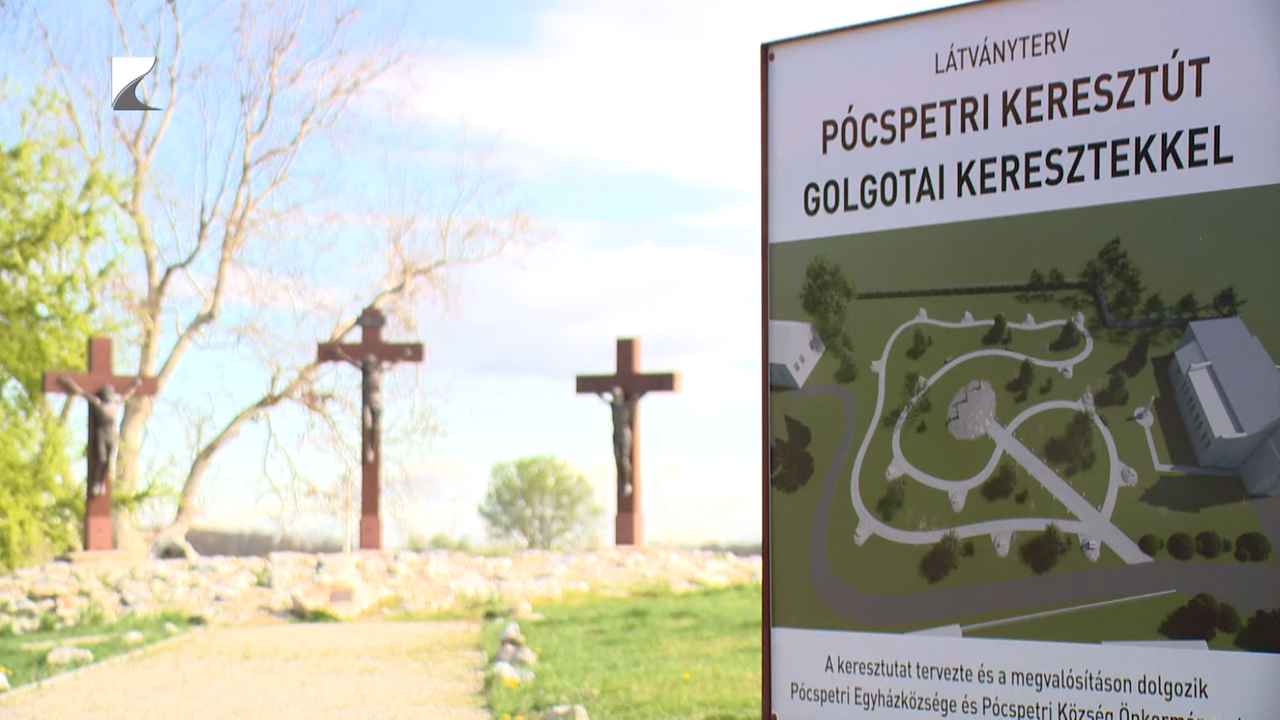 LÁTVÁNYTERV
PÓCSPETRI KERESZTÚT
GOLGOTAI KERESZTEKKEL
A keresztutat tervezte és a megvalósításon dolgozik
Pócspetri Egyházközsége és Pócspetri Község